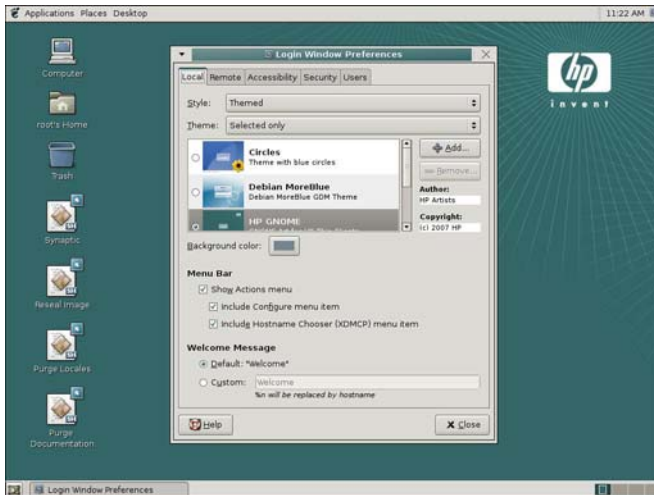 Applications Places Desktop
11:22 AM
Computer
root's Home
Trash
Synaptic
Reseal Image
Purge Locales
Purge
Documentation
hp
invent
Login Window Preferences
Local Remote Accessibility Security Users
Style: Themed
Theme: Selected only
Circles
Theme with blue circles
Debian MoreBlue
Debian MoreBlue GDM Theme
HP GNOME
Add...
Remove...
Author:
HP Artists
Copyright:
(c) 2007 HP
Background color:
Menu Bar
Show Actions menu
Include Configure menu item
Include Hostname Chooser (XDMCP) menu item
Welcome Message
Default: "Welcome"
Custom: Welcome
%n will be replaced by hostname
Help
Close
Login Window Preferences